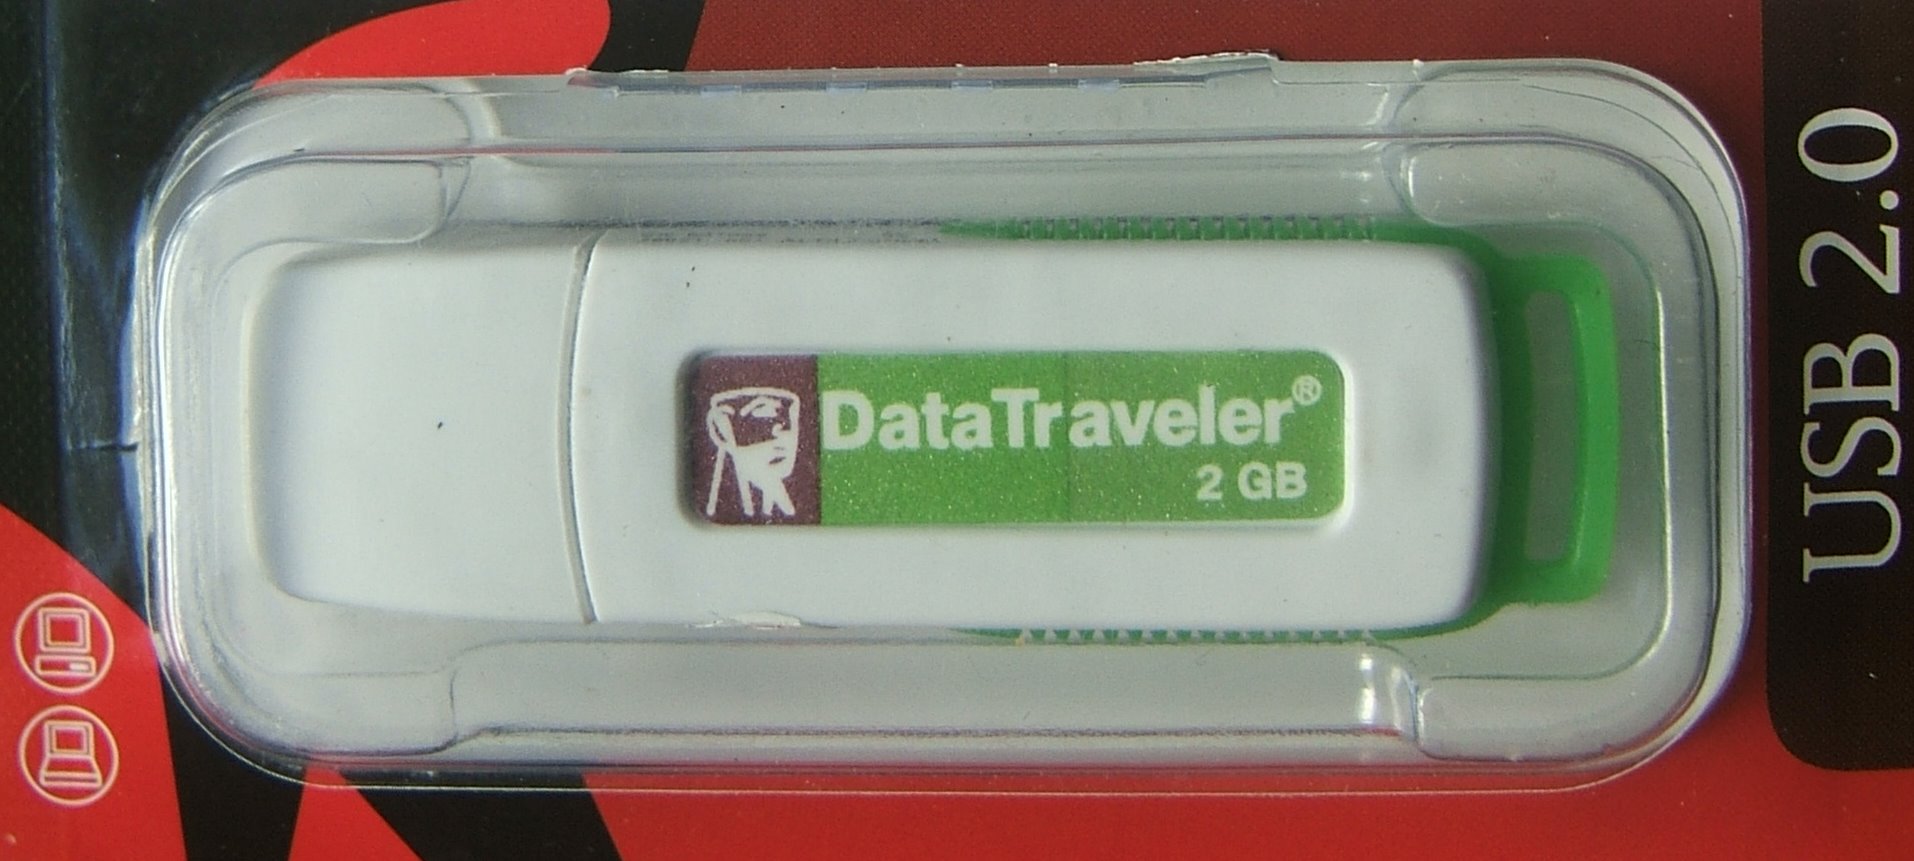 DataTraveler®
2 GB
USB 2.0